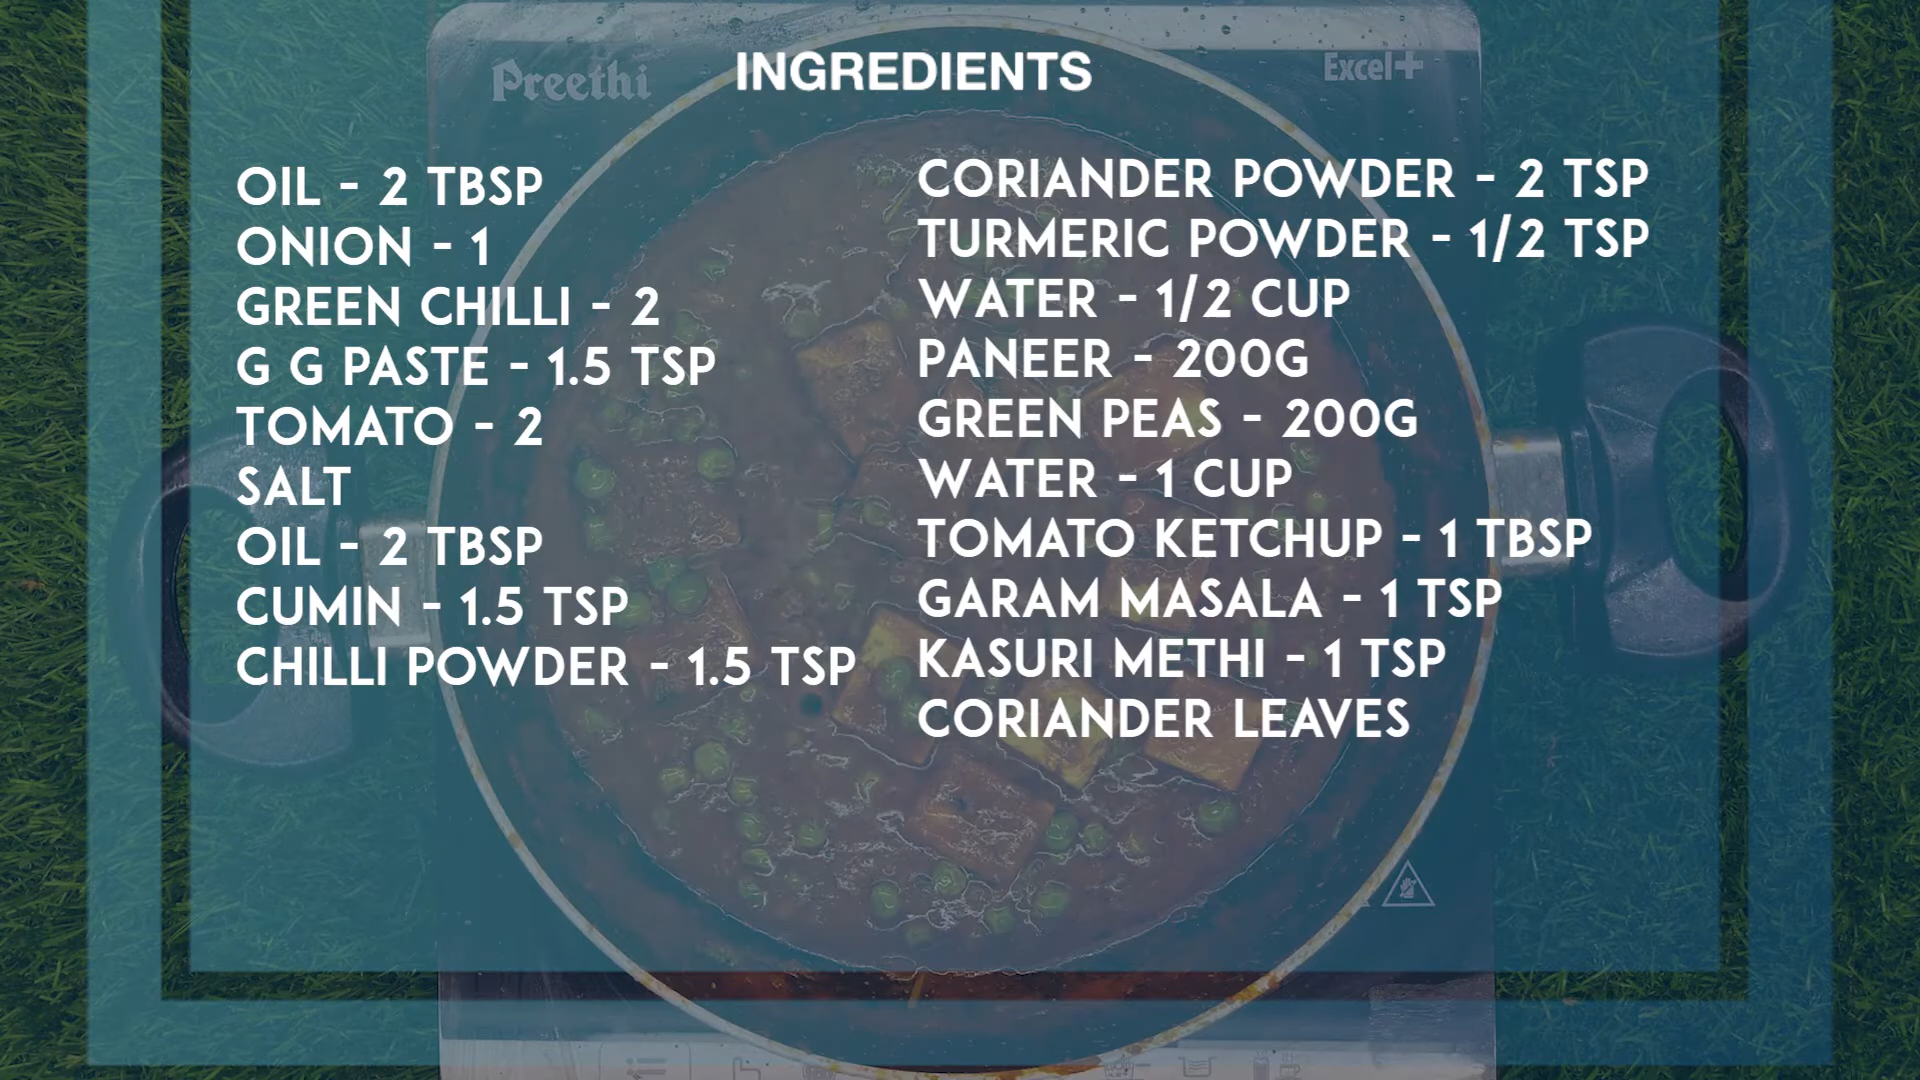 Preethi
INGREDIENTS
Excel+
OIL - 2 TBSP
ONION - 1
GREEN CHILLI - 2
G G PASTE - 1.5 TSP
TOMATO - 2
SALT
OIL - 2 TBSP
CUMIN - 1.5 TSP
CHILLI POWDER - 1.5 TSP
CORIANDER POWDER - 2 TSP
TURMERIC POWDER - 1/2 TSP
WATER - 1/2 CUP
PANEER - 200G
GREEN PEAS - 200G
WATER - 1 CUP
TOMATO KETCHUP - 1 TBSP
GARAM MASALA - 1 TSP
KASURI METHI - 1 TSP
CORIANDER LEAVES